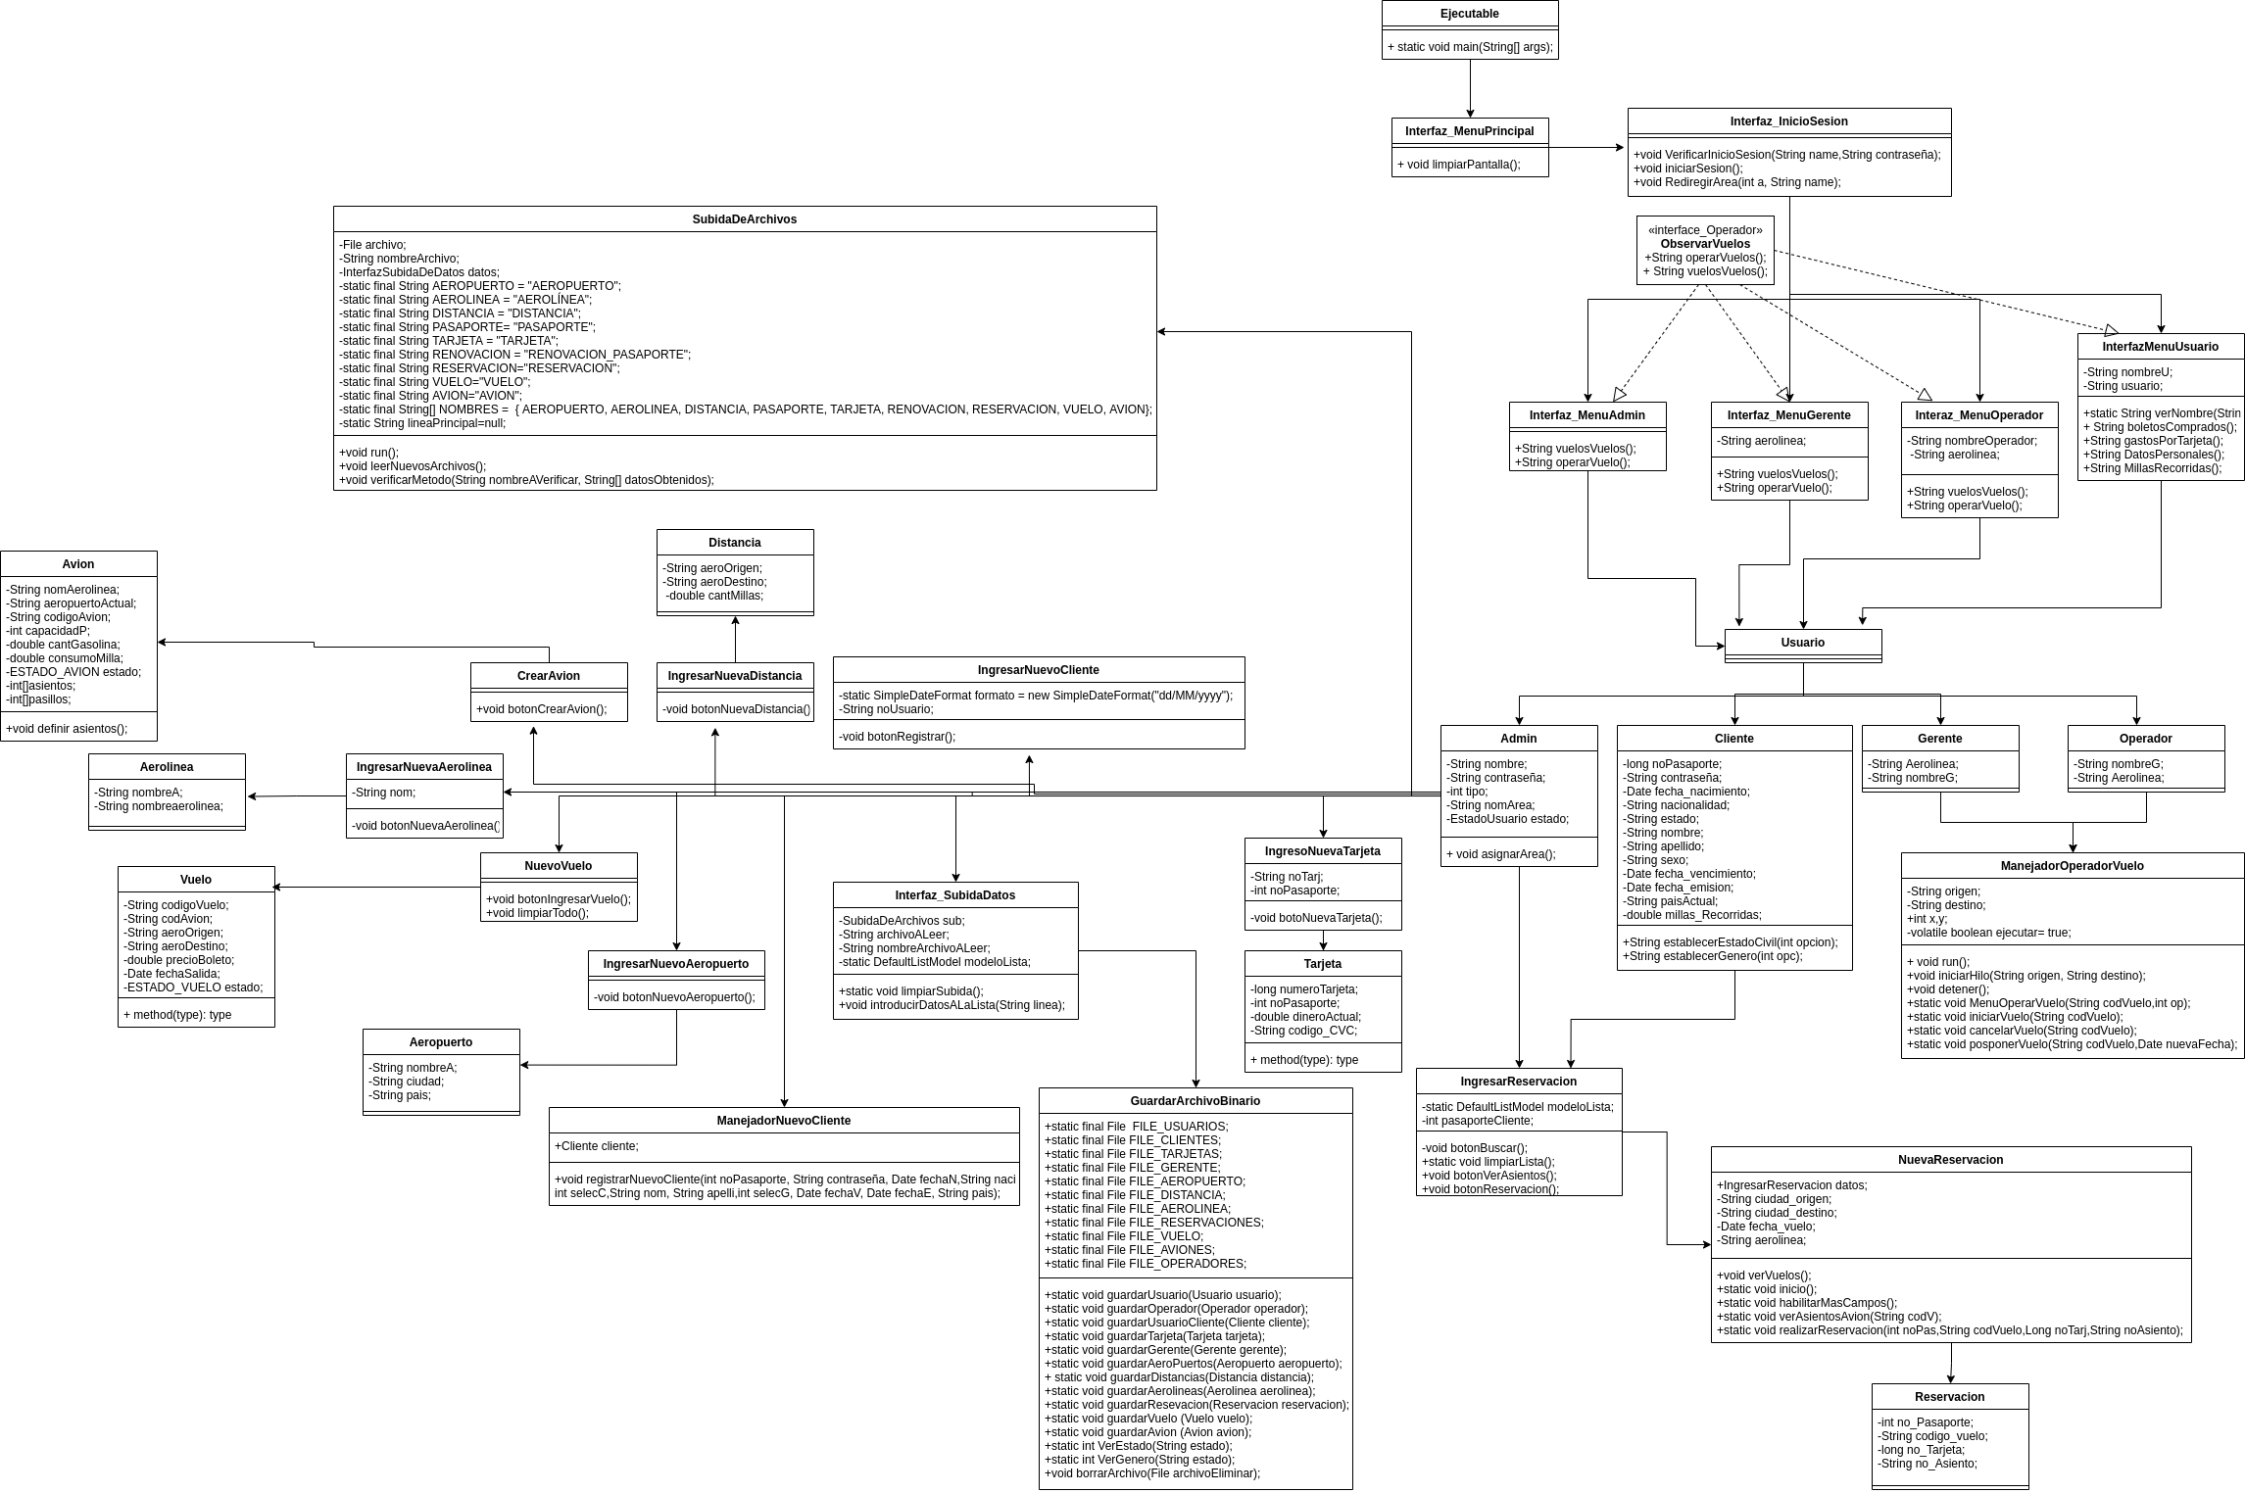 Ejecutable
+ static void main(String[] args);
Interfaz_MenuPrincipal
+ void limpiarPantalla();
Interfaz_InicioSesion
+void VerificarInicioSesion(String name,String contraseña);
+void iniciarSesion();
+void RediregirArea(int a, String name);
«interface_Operador»
ObservarVuelos
+String operarVuelos();
+ String vuelosVuelos();
SubidaDeArchivos
-File archivo;
-String nombreArchivo;
-InterfazSubidaDeDatos datos;
-static final String AEROPUERTO = "AEROPUERTO";
-static final String AEROLINEA = "AEROLÍNEA";
-static final String DISTANCIA = "DISTANCIA";
-static final String PASAPORTE= "PASAPORTE";
-static final String TARJETA = "TARJETA";
-static final String RENOVACION = "RENOVACION_PASAPORTE";
-static final String RESERVACION="RESERVACION";
-static final String VUELO="VUELO";
-static final String AVION="AVION";
-static final String[] NOMBRES =  { AEROPUERTO, AEROLINEA, DISTANCIA, PASAPORTE, TARJETA, RENOVACION, RESERVACION, VUELO, AVION};
-static String lineaPrincipal=null;
+void run();
+void leerNuevosArchivos();
+void verificarMetodo(String nombreAVerificar, String[] datosObtenidos);
Interfaz_MenuAdmin
+String vuelosVuelos();
+String operarVuelo();
Interfaz_MenuGerente
-String aerolinea;
+String vuelosVuelos();
+String operarVuelo();
Interaz_MenuOperador
-String nombreOperador;
-String aerolinea;
+String vuelosVuelos();
+String operarVuelo();
InterfazMenuUsuario
-String nombreU;
-String usuario;
+static String verNombre(Strin
+ String boletosComprados();
+String gastosPorTarjeta();
+String DatosPersonales();
+String MillasRecorridas();
Avion
-String nomAerolinea;
-String aeropuertoActual;
-String codigoAvion;
-int capacidadP;
-double cantGasolina;
-double consumoMilla;
-ESTADO_AVION estado;
-int[]asientos;
-int[]pasillos;
+void definir asientos();
Distancia
-String aeroOrigen;
-String aeroDestino;
-double cantMillas;
CrearAvion
+void botonCrearAvion();
IngresarNuevaDistancia
-void botonNuevaDistancia()
IngresarNuevoCliente
-static SimpleDateFormat formato = new SimpleDateFormat("dd/MM/yyyy");
-String noUsuario;
-void botonRegistrar();
Usuario
Admin
-String nombre;
-String contraseña;
-int tipo;
-String nomArea;
-EstadoUsuario estado;
+ void asignarArea();
Cliente
-long noPasaporte;
-String contraseña;
-Date fecha_nacimiento;
-String nacionalidad;
-String estado;
-String nombre;
-String apellido;
-String sexo;
-Date fecha_vencimiento;
-Date fecha_emision;
-String paisActual;
-double millas_Recorridas;
+String establecerEstadoCivil(int opcion);
+String establecerGenero(int opc);
Gerente
-String Aerolinea;
-String nombreG;
Operador
-String nombreG;
-String Aerolinea;
Aerolinea
-String nombreA;
-String nombreaerolinea;
IngresarNuevaAerolinea
-String nom;
-void botonNuevaAerolinea()
Vuelo
-String codigoVuelo;
-String codAvion;
-String aeroOrigen;
-String aeroDestino;
-double precioBoleto;
-Date fechaSalida;
-ESTADO_VUELO estado;
+ method(type): type
NuevoVuelo
+void botonIngresarVuelo();
+void limpiarTodo();
IngresarNuevoAeropuerto
-void botonNuevoAeropuerto();
Interfaz_SubidaDatos
-SubidaDeArchivos sub;
-String archivoALeer;
-String nombreArchivoALeer;
-static DefaultListModel modeloLista;
+static void limpiarSubida();
+void introducirDatosALaLista(String linea);
IngresoNuevaTarjeta
-String noTarj;
-int noPasaporte;
-void botoNuevaTarjeta();
Tarjeta
-long numeroTarjeta;
-int noPasaporte;
-double dineroActual;
-String codigo_CVC;
+ method(type): type
ManejadorOperadorVuelo
-String origen;
-String destino;
+int x,y;
-volatile boolean ejecutar= true;
+ void run();
+void iniciarHilo(String origen, String destino);
+void detener();
+static void MenuOperarVuelo(String codVuelo,int op);
+static void iniciarVuelo(String codVuelo);
+static void cancelarVuelo(String codVuelo);
+static void posponerVuelo(String codVuelo,Date nuevaFecha);
Aeropuerto
-String nombreA;
-String ciudad;
-String pais;
ManejadorNuevoCliente
+Cliente cliente;
+void registrarNuevoCliente(int noPasaporte, String contraseña, Date fechaN,String naci
int selecC,String nom, String apelli,int selecG, Date fechaV, Date fechaE, String pais);
GuardarArchivoBinario
+static final File  FILE_USUARIOS;
+static final File FILE_CLIENTES;
+static final File FILE_TARJETAS;
+static final File FILE_GERENTE;
+static final File FILE_AEROPUERTO;
+static final File FILE_DISTANCIA;
+static final File FILE_AEROLINEA;
+static final File FILE_RESERVACIONES;
+static final File FILE_VUELO;
+static final File FILE_AVIONES;
+static final File FILE_OPERADORES;
+static void guardarUsuario(Usuario usuario);
+static void guardarOperador(Operador operador);
+static void guardarUsuarioCliente(Cliente cliente);
+static void guardarTarjeta(Tarjeta tarjeta);
+static void guardarGerente(Gerente gerente);
+static void guardarAeroPuertos(Aeropuerto aeropuerto);
+ static void guardarDistancias(Distancia distancia);
+static void guardarAerolineas(Aerolinea aerolinea);
+static void guardarResevacion(Reservacion reservacion);
+static void guardarVuelo (Vuelo vuelo);
+static void guardarAvion (Avion avion);
+static int VerEstado(String estado);
+static int VerGenero(String estado);
+void borrarArchivo(File archivoEliminar);
IngresarReservacion
-static DefaultListModel modeloLista;
-int pasaporteCliente;
-void botonBuscar();
+static void limpiarLista();
+void botonVerAsientos();
+void botonReservacion();
NuevaReservacion
+IngresarReservacion datos;
-String ciudad_origen;
-String ciudad_destino;
-Date fecha_vuelo;
-String aerolinea;
+void verVuelos();
+static void inicio();
+static void habilitarMasCampos();
+static void verAsientosAvion(String codV);
+static void realizarReservacion(int noPas,String codVuelo,Long noTarj,String noAsiento);
Reservacion
-int no_Pasaporte;
-String codigo_vuelo;
-long no_Tarjeta;
-String no_Asiento;